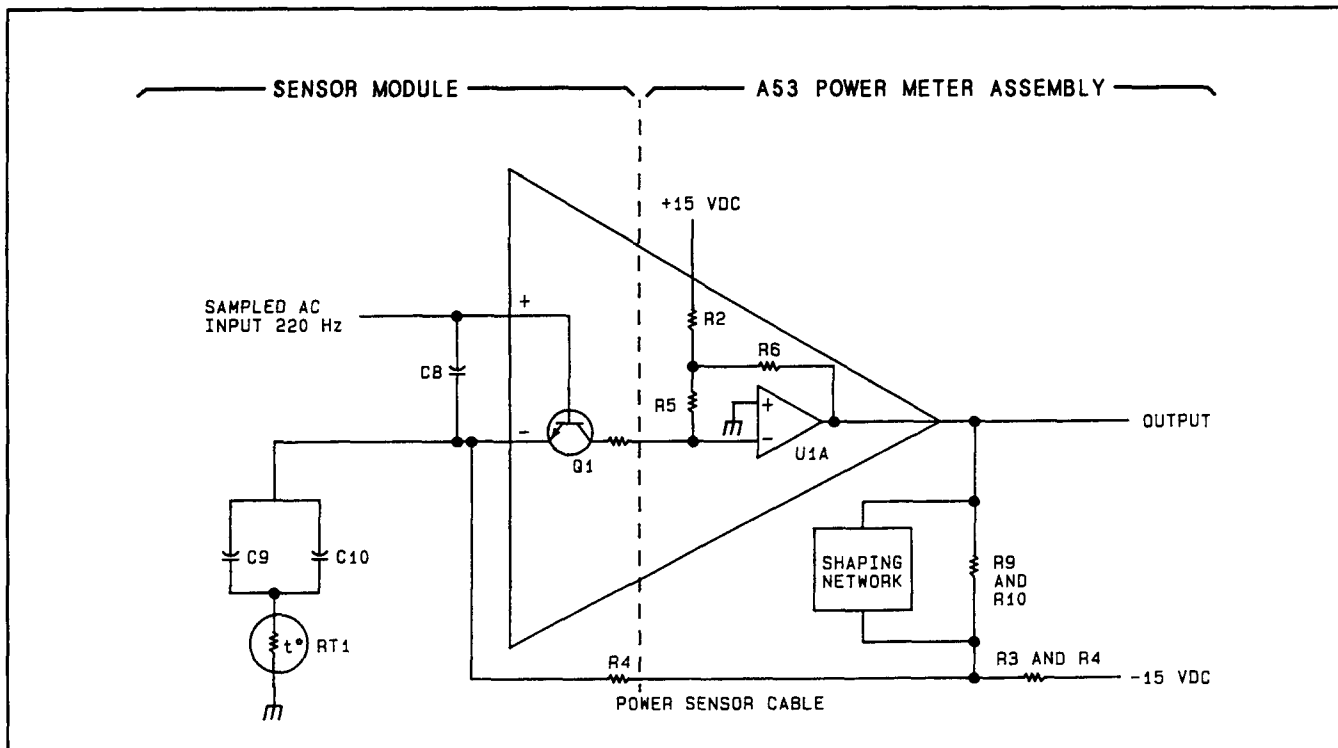 SENSOR MODULE
A53 POWER METER ASSEMBLY
+15 VDC
SAMPLED AC
INPUT 220 Hz
+
R2
R6
C8
R5
+
-
OUTPUT
-
Q1
U1A
C9
C10
SHAPING
NETWORK
R9
AND
R10
t°
RT1
R4
R3 AND R4
-15 VDC
POWER SENSOR CABLE